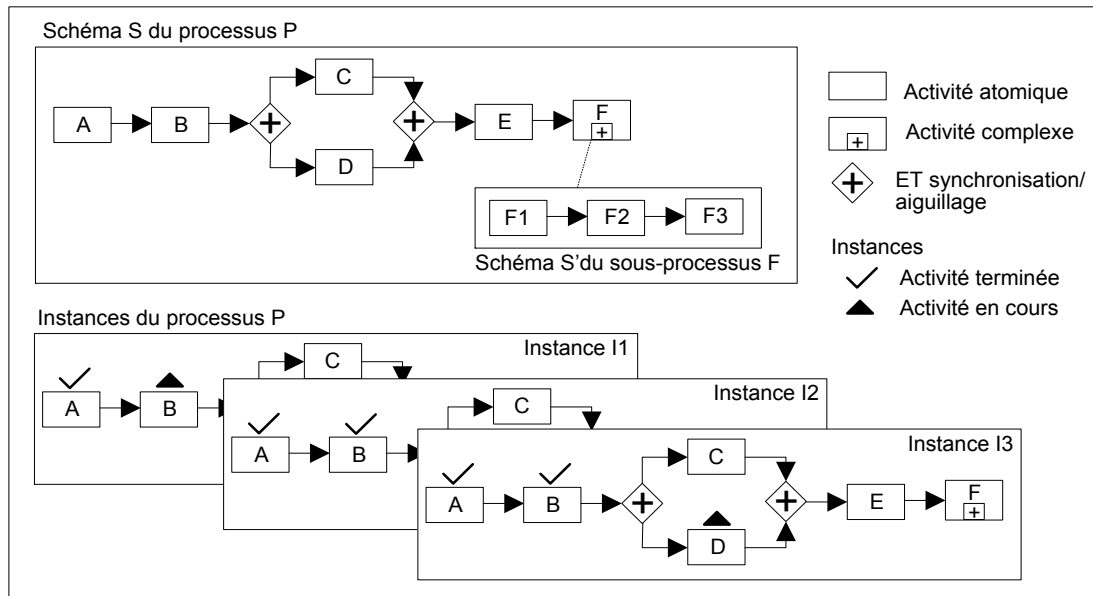 Schéma S du processus P
A
B
C
D
E
F
F1
F2
F3
Schéma S'du sous-processus F
Activité atomique
Activité complexe
ET synchronisation/
aiguillage
Instances
Activité terminée
Activité en cours
Instances du processus P
Instance I1
A
B
C
Instance I2
A
B
C
Instance I3
A
B
C
D
E
F